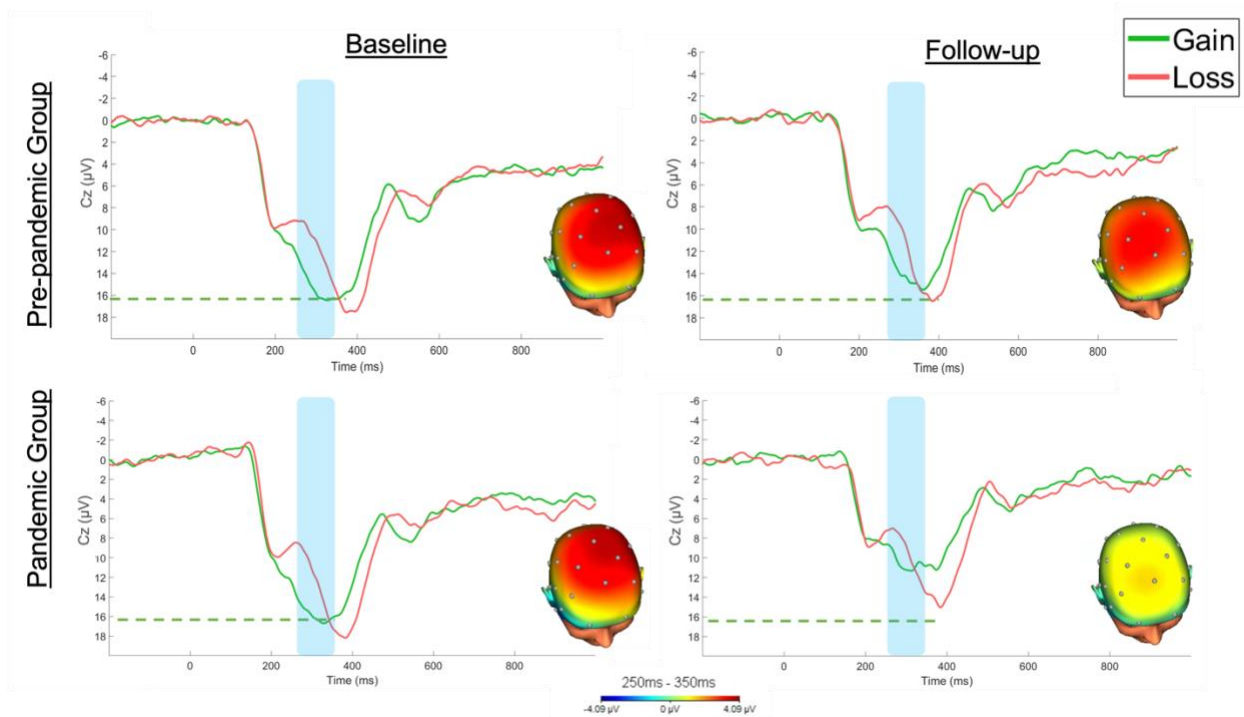 Baseline
Follow-up
Gain
Loss
Pre-pandemic Group
Cz (µV)
-6
-4
-2
0
2
4
6
8
10
12
14
16
18
0 200 400 600 800
Time (ms)
Cz (µV)
-6
-4
-2
0
2
4
6
8
10
12
14
16
18
0 200 400 600 800
Time (ms)
Pandemic Group
Cz (µV)
-6
-4
-2
0
2
4
6
8
10
12
14
16
18
0 200 400 600 800
Time (ms)
Cz (µV)
-6
-4
-2
0
2
4
6
8
10
12
14
16
18
0 200 400 600 800
Time (ms)
250ms - 350ms
-4.09 µV 0 µV 4.09 µV